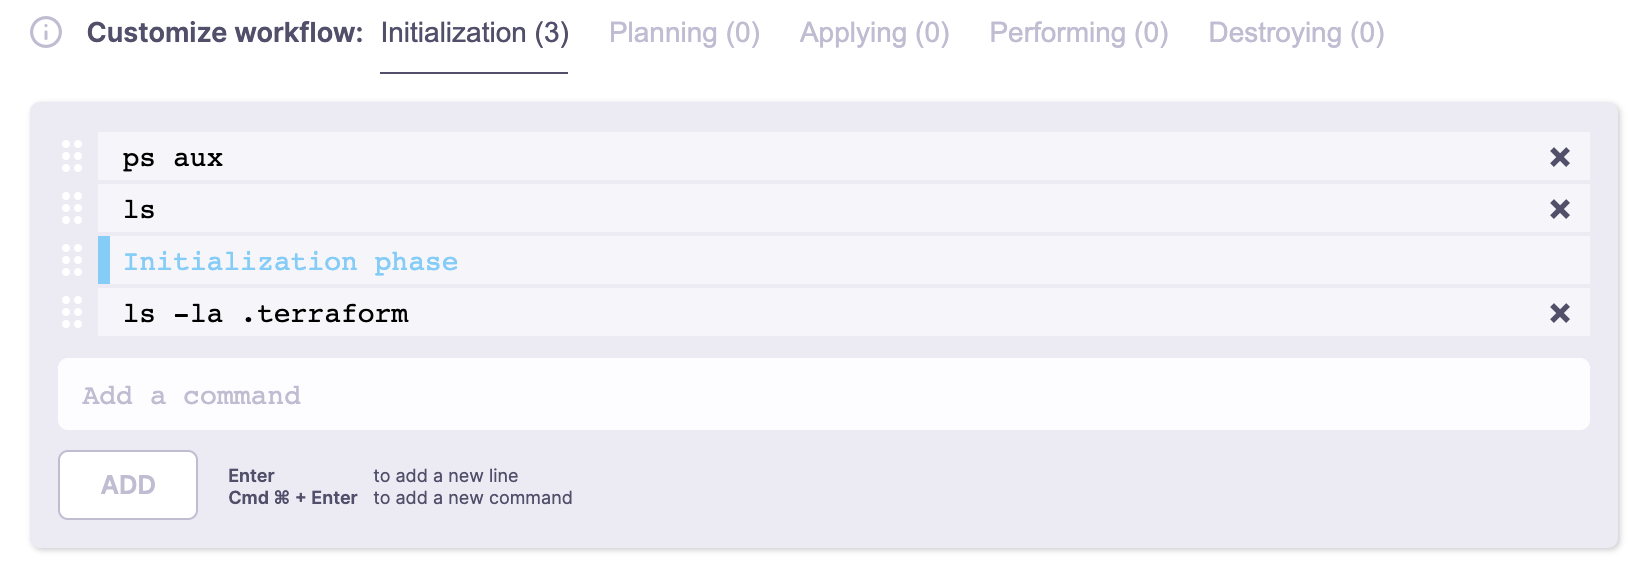 Customize workflow: Initialization (3) Planning (0) Applying (0) Performing (0) Destroying (0)
ps aux
ls
Initialization phase
ls -la .terraform
Add a command
ADD
Enter to add a new line
Cmd ⌘ + Enter to add a new command